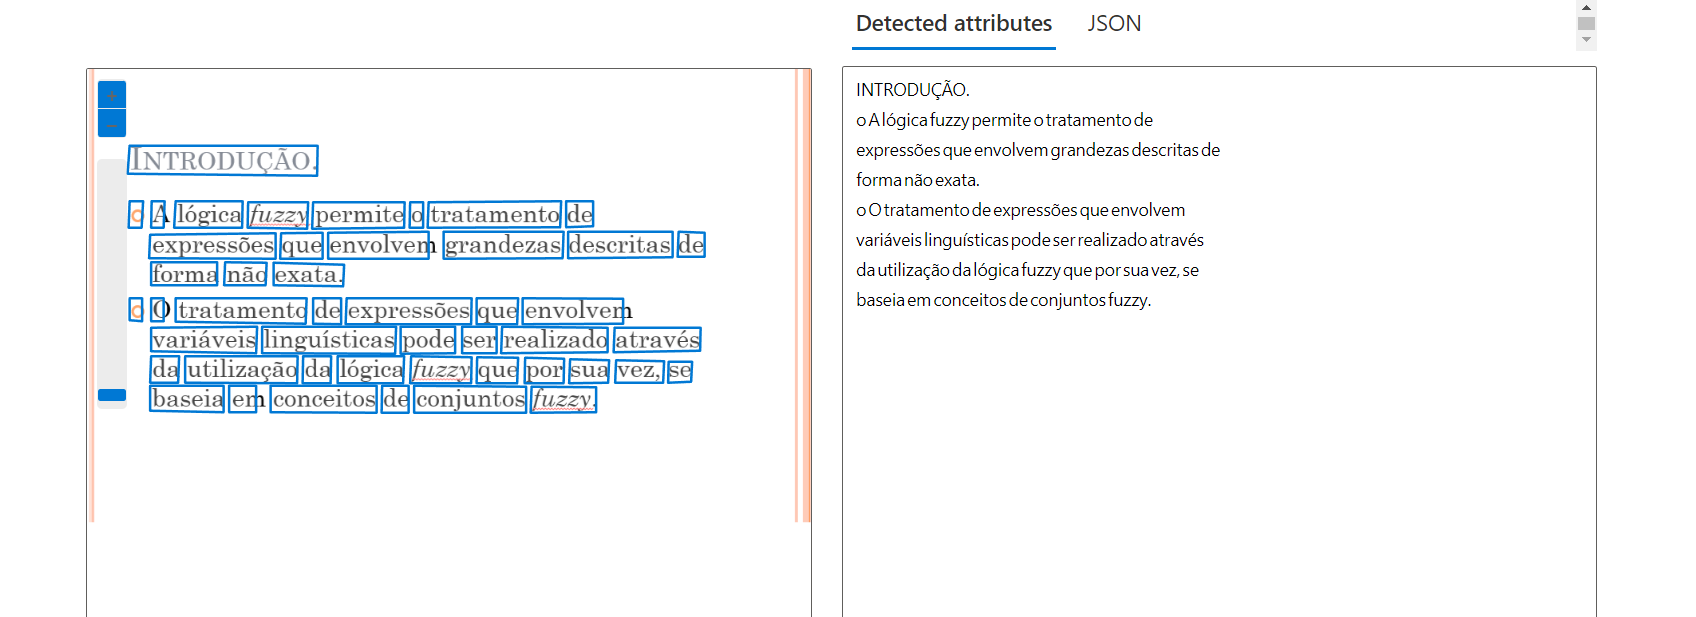 Detected attributes JSON
+
-
INTRODUÇÃO.
o A lógica fuzzy permite o tratamento de
expressões que envolvem grandezas descritas de
forma não exata.
o O tratamento de expressões que envolvem
variáveis linguísticas pode ser realizado através
da utilização da lógica fuzzy que por sua vez, se
baseia em conceitos de conjuntos fuzzy.
INTRODUÇÃO.
o A lógica fuzzy permite o tratamento de
expressões que envolvem grandezas descritas de
forma não exata.
o O tratamento de expressões que envolvem
variáveis linguísticas pode ser realizado através
da utilização da lógica fuzzy que por sua vez, se
baseia em conceitos de conjuntos fuzzy.